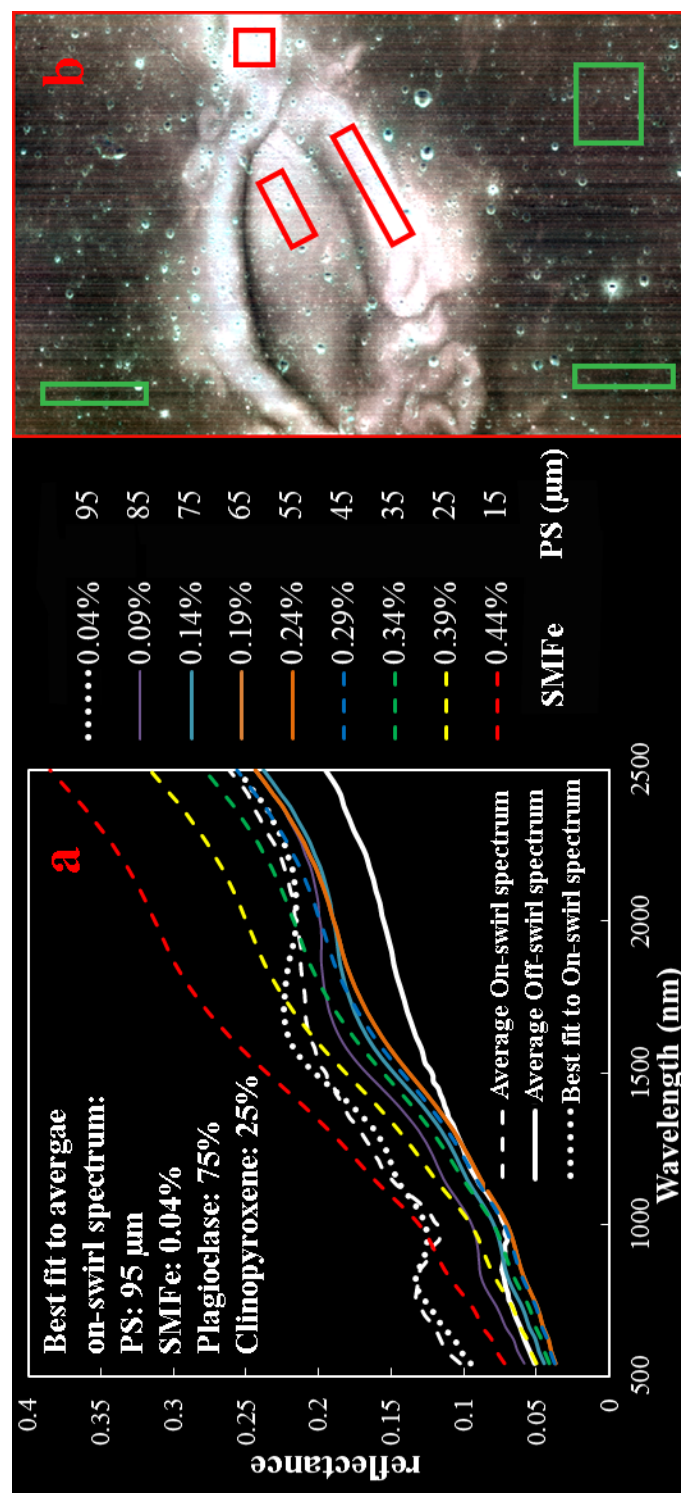 a
b
Best fit to avergae
on-swirl spectrum:
PS: 95 µm
SMFe: 0.04%
Plagioclase: 75%
Clinopyroxene: 25%
reflectance
0.4
0.35
0.3
0.25
0.2
0.15
0.1
0.05
0
500
1000
1500
2000
2500
Wavelength (nm)
Average On-swirl spectrum
Average Off-swirl spectrum
Best fit to On-swirl spectrum
0.04% 95
0.09% 85
0.14% 75
0.19% 65
0.24% 55
0.29% 45
0.34% 35
0.39% 25
0.44% 15
SMFe PS (µm)